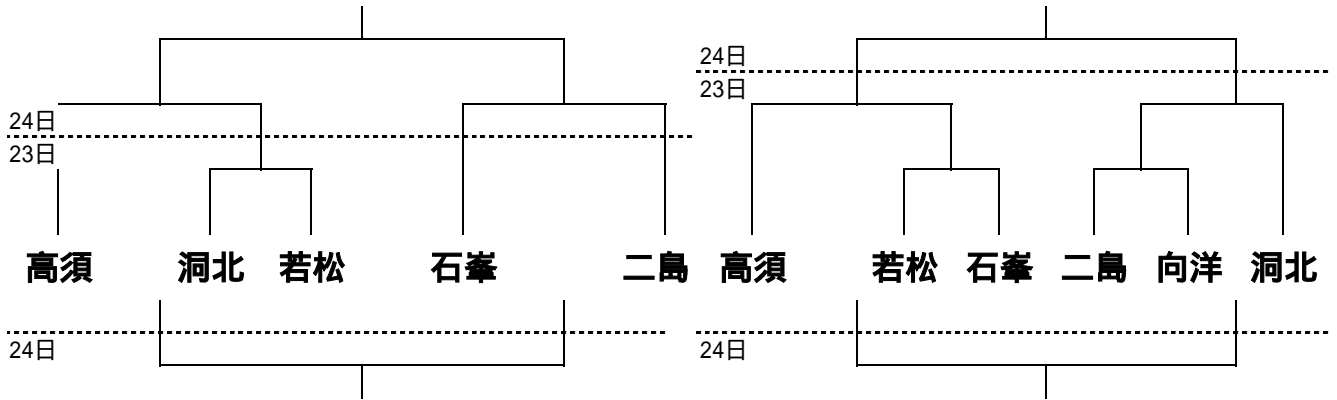 24日
23日
高須 洞北 若松 石峯 二島
24日
24日
23日
高須 若松 石峯 二島 向洋 洞北
24日